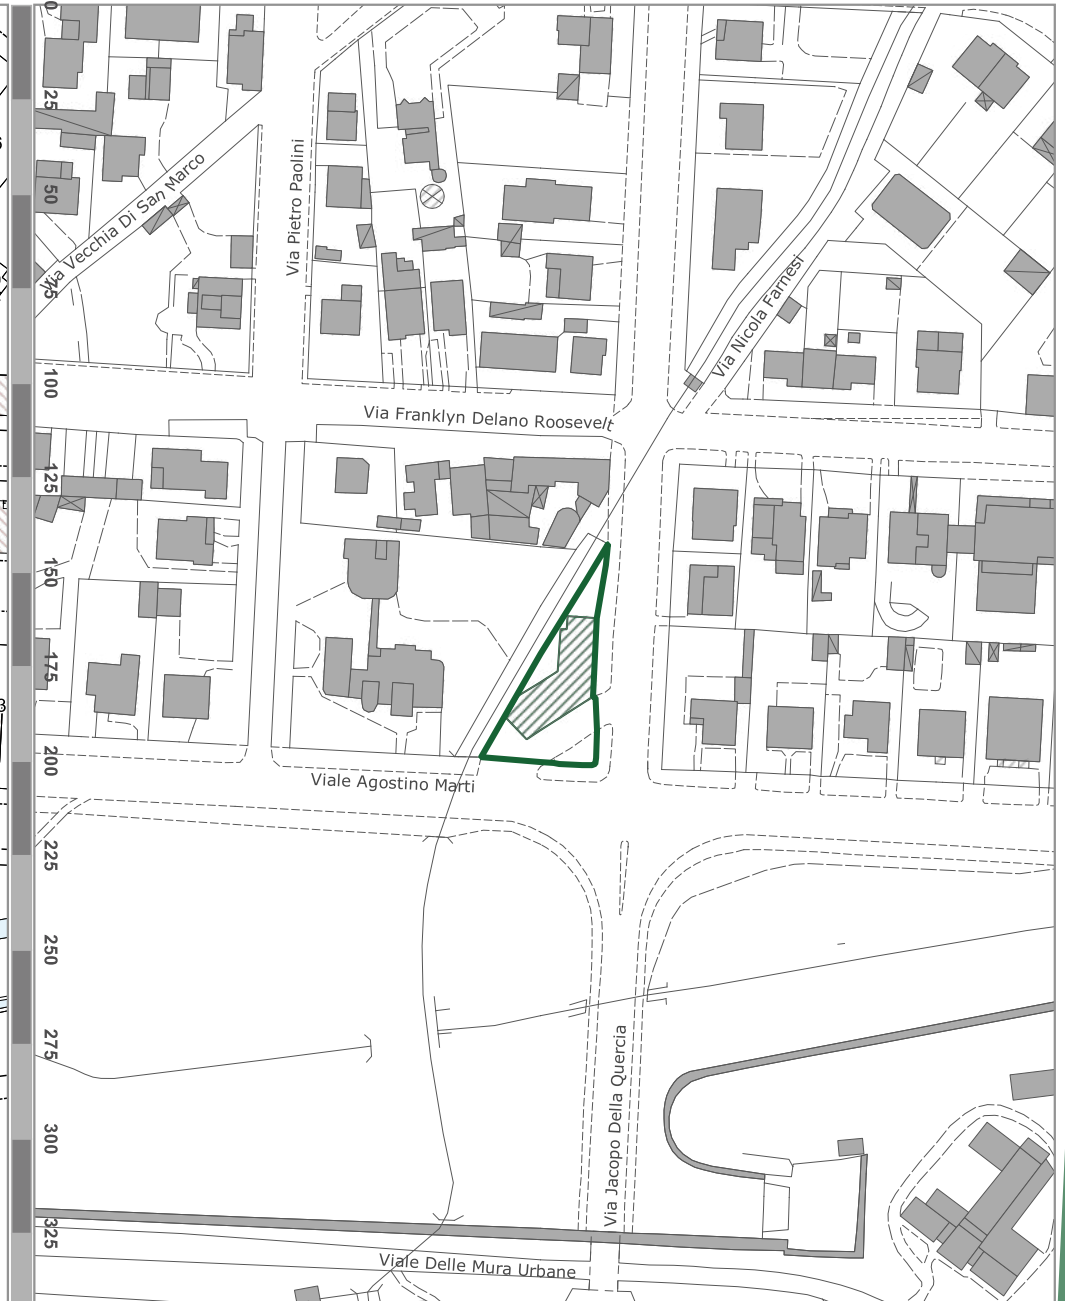 0
25
50
75
100
125
150
175
200
225
250
275
300
325
Via Vecchia Di San Marco
Via Pietro Paolini
Via Nicola Farnesi
Via Franklyn Delano Roosevelt
Viale Agostino Marti
Via Jacopo Della Quercia
Viale Delle Mura Urbane